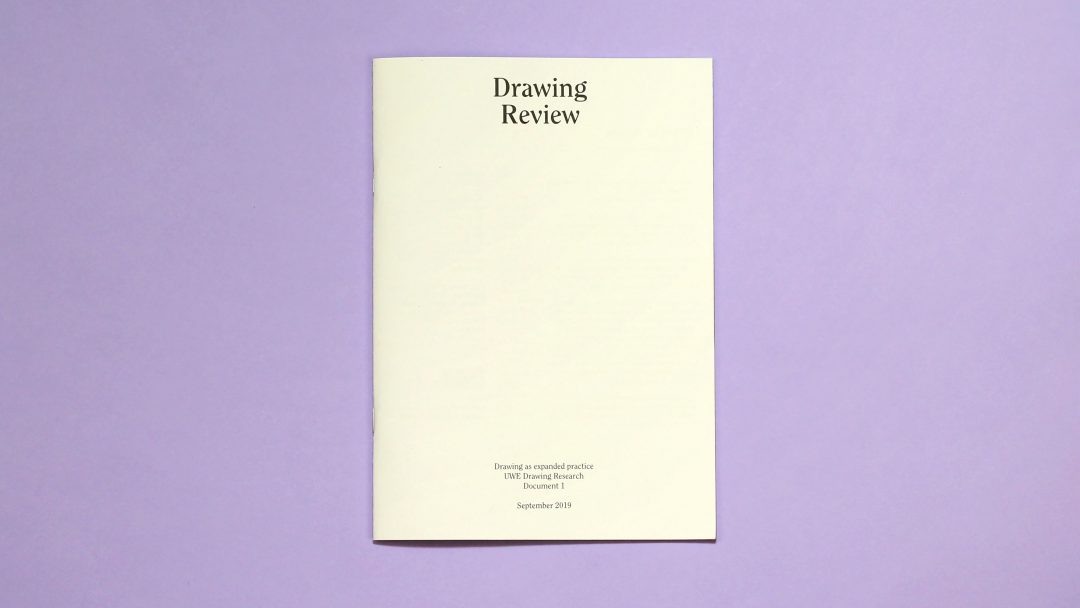 Drawing
Review
Drawing as expanded practice
UWE Drawing Research
Document 1
September 2019